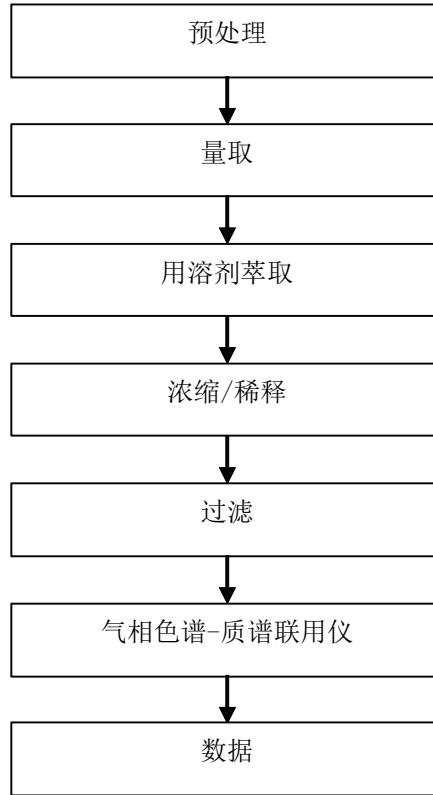 预处理
量取
用溶剂萃取
浓缩/稀释
过滤
气相色谱-质谱联用仪
数据